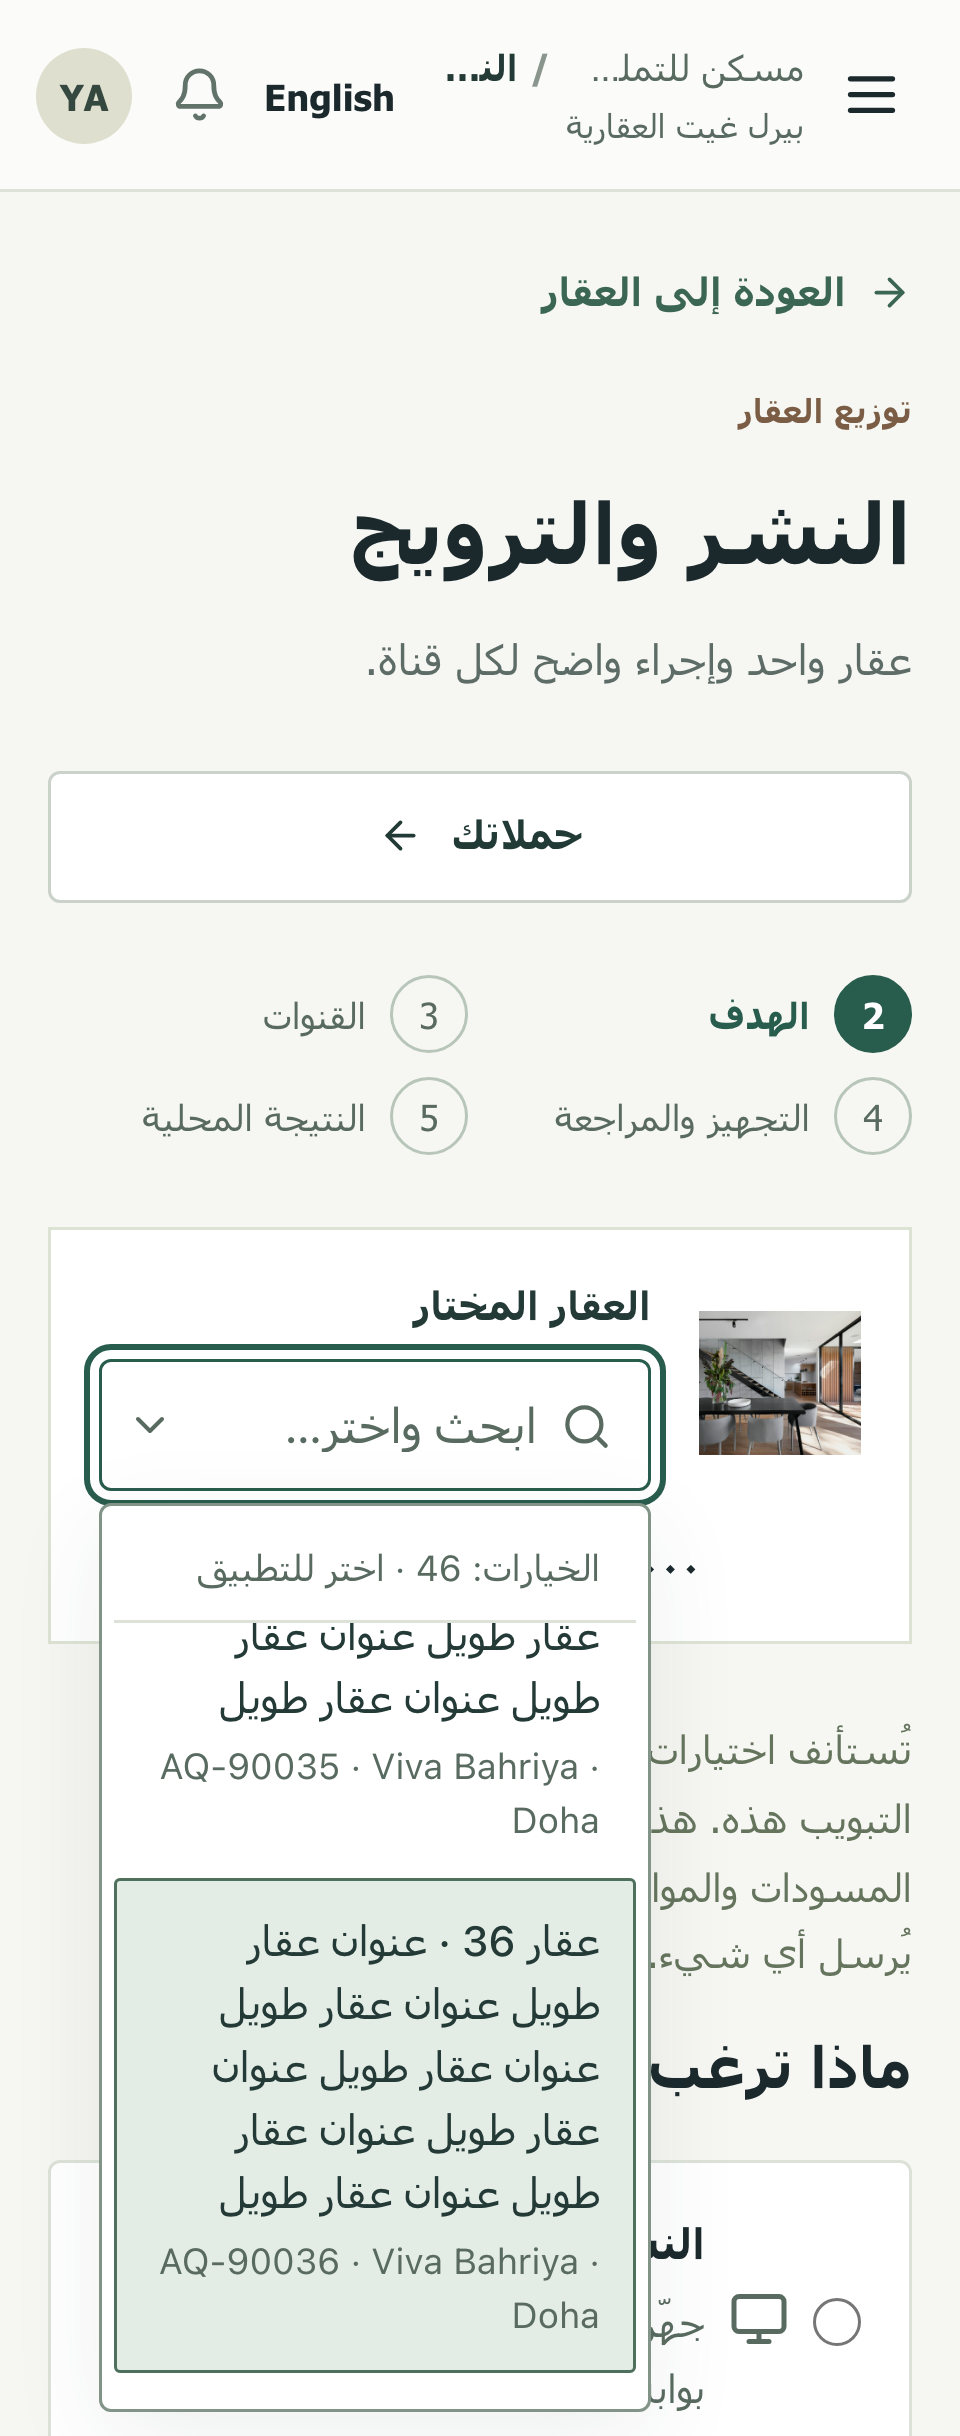 مسكن للتملـ... / النـ...
بيرل غيت العقارية
English
YA
العودة إلى العقار
توزيع العقار
النشر والترويج
عقار واحد وإجراء واضح لكل قناة.
حملاتك
2 الهدف
3 القنوات
4 التجهيز والمراجعة
5 النتيجة المحلية
العقار المختار
ابحث واختر...
الخيارات: 46 · اختر للتطبيق
عقار طويل عنوان عقار
طويل عنوان عقار طويل
AQ-90035 · Viva Bahriya ·
Doha
عقار 36 · عنوان عقار
طويل عنوان عقار طويل
عنوان عقار طويل عنوان
عقار طويل عنوان عقار
طويل عنوان عقار طويل
AQ-90036 · Viva Bahriya ·
Doha
تُستأنف اختيارات
التبويب هذه. هذ
المسودات والموا
يُرسل أي شيء.
ماذا ترغب
النش
جهّز
بوابة